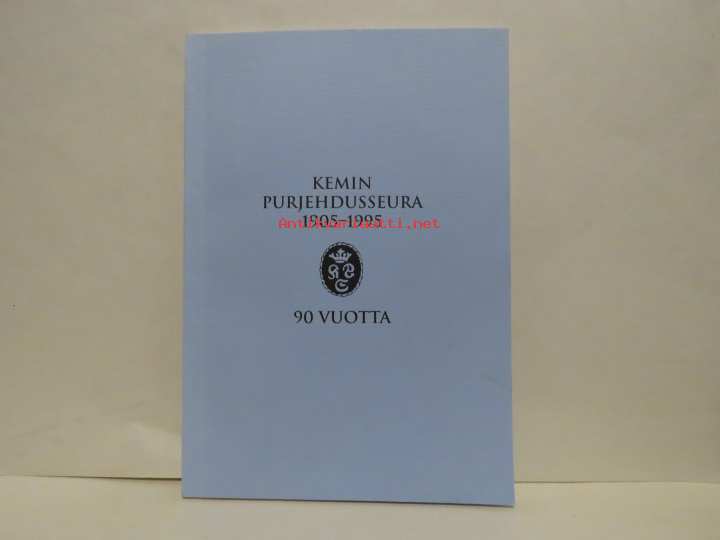 KEMIN
PURJEHDUSSEURA
1905–1995
Antikvariaatti.net
K P
S
90 VUOTTA